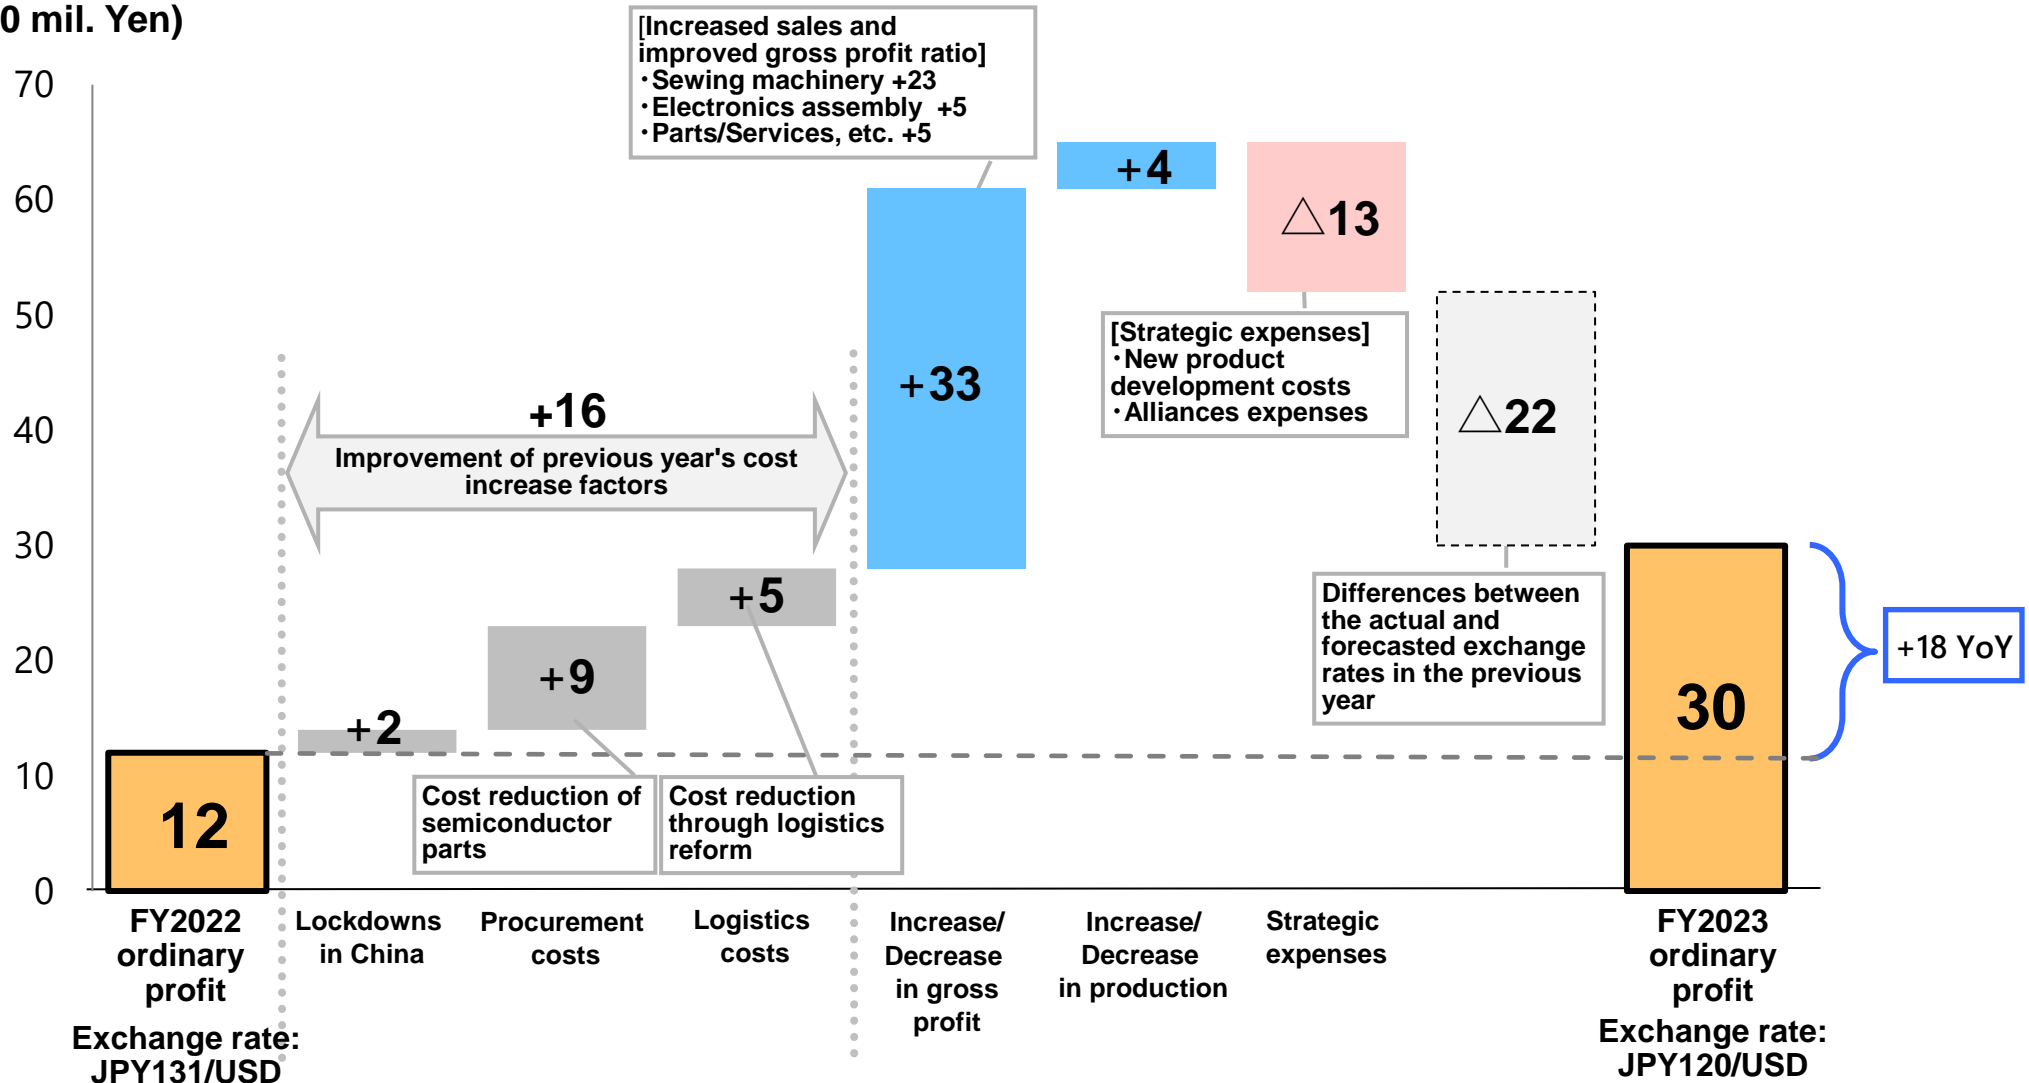 0 mil. Yen)
70
60
50
40
30
20
10
0
[Increased sales and
improved gross profit ratio]
・Sewing machinery +23
・Electronics assembly  +5
・Parts/Services, etc. +5
+4
△13
[Strategic expenses]
・New product
development costs
・Alliances expenses
+33
△22
+16
Improvement of previous year's cost
increase factors
+5
+9
+2
12
Cost reduction of
semiconductor
parts
Cost reduction
through logistics
reform
Differences between
the actual and
forecasted exchange
rates in the previous
year
30
+18 YoY
FY2022
ordinary
profit
Exchange rate:
JPY131/USD
Lockdowns
in China
Procurement
costs
Logistics
costs
Increase/
Decrease
in gross
profit
Increase/
Decrease
in production
Strategic
expenses
FY2023
ordinary
profit
Exchange rate:
JPY120/USD